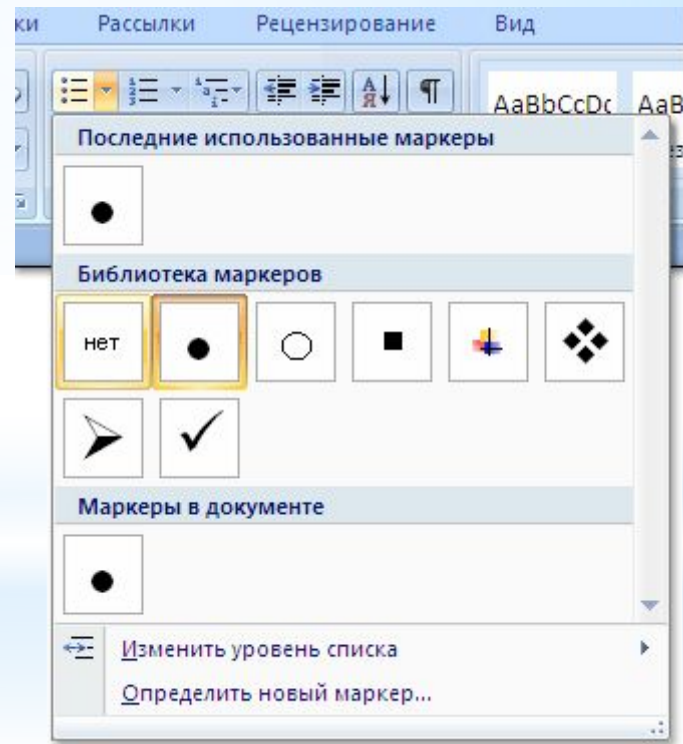 ки Рассылки Рецензирование Вид
AaBbCcDc AaB
Последние использованные маркеры
Библиотека маркеров
нет
Маркеры в документе
Изменить уровень списка
Определить новый маркер...